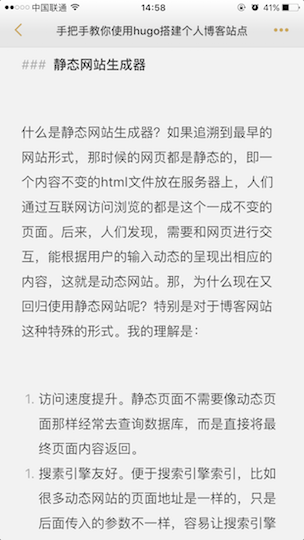 中国联通 14:58 41%
手把手教你使用hugo搭建个人博客站点
### 静态网站生成器
什么是静态网站生成器?如果追溯到最早的
网站形式,那时候的网页都是静态的,即一
个内容不变的html文件放在服务器上,人们
通过互联网访问浏览的都是这个一成不变的
页面。后来,人们发现,需要和网页进行交
互,能根据用户的输入动态的呈现出相应的
内容,这就是动态网站。那,为什么现在又
回归使用静态网站呢?特别是对于博客网站
这种特殊的形式。我的理解是:
1. 访问速度提升。静态页面不需要像动态页
面那样经常去查询数据库,而是直接将最
终页面内容返回。
1. 搜素引擎友好。便于搜索引擎索引,比如
很多动态网站的页面地址是一样的,只是
后面传入的参数不一样,容易让搜索引擎